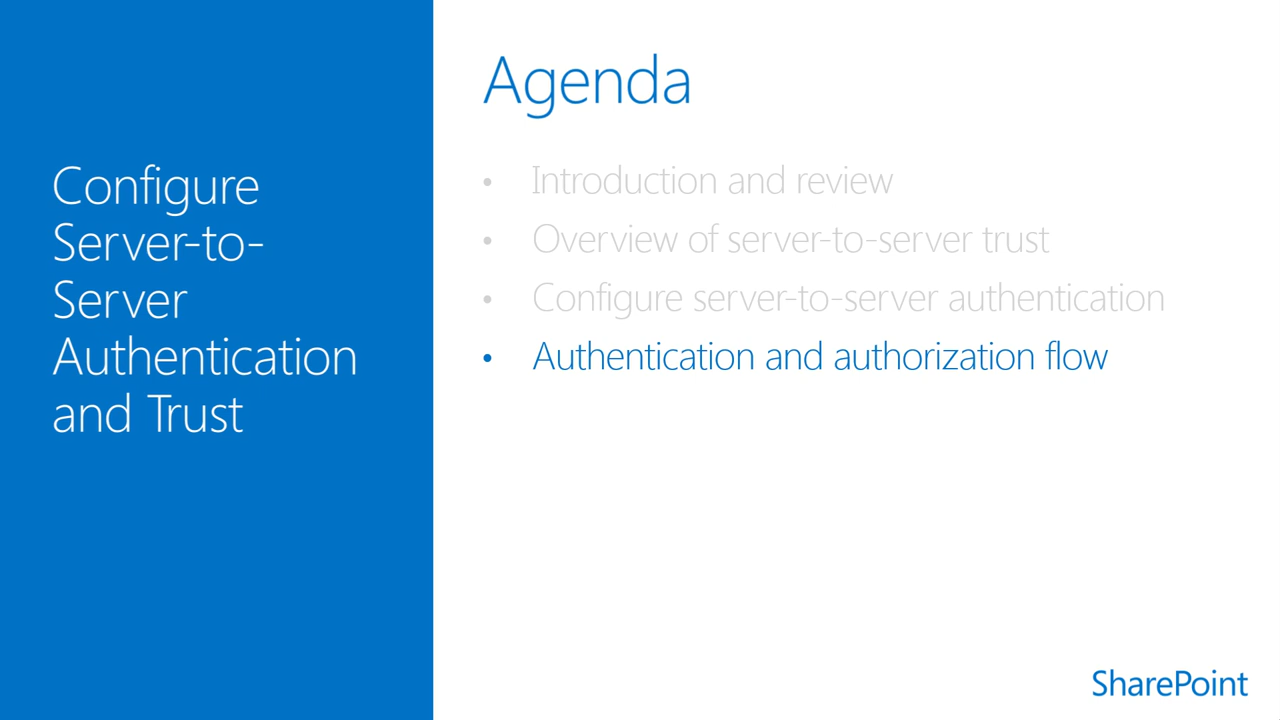 Configure
Server-to-
Server
Authentication
and Trust
Agenda
• Introduction and review
• Overview of server-to-server trust
• Configure server-to-server authentication
• Authentication and authorization flow
SharePoint